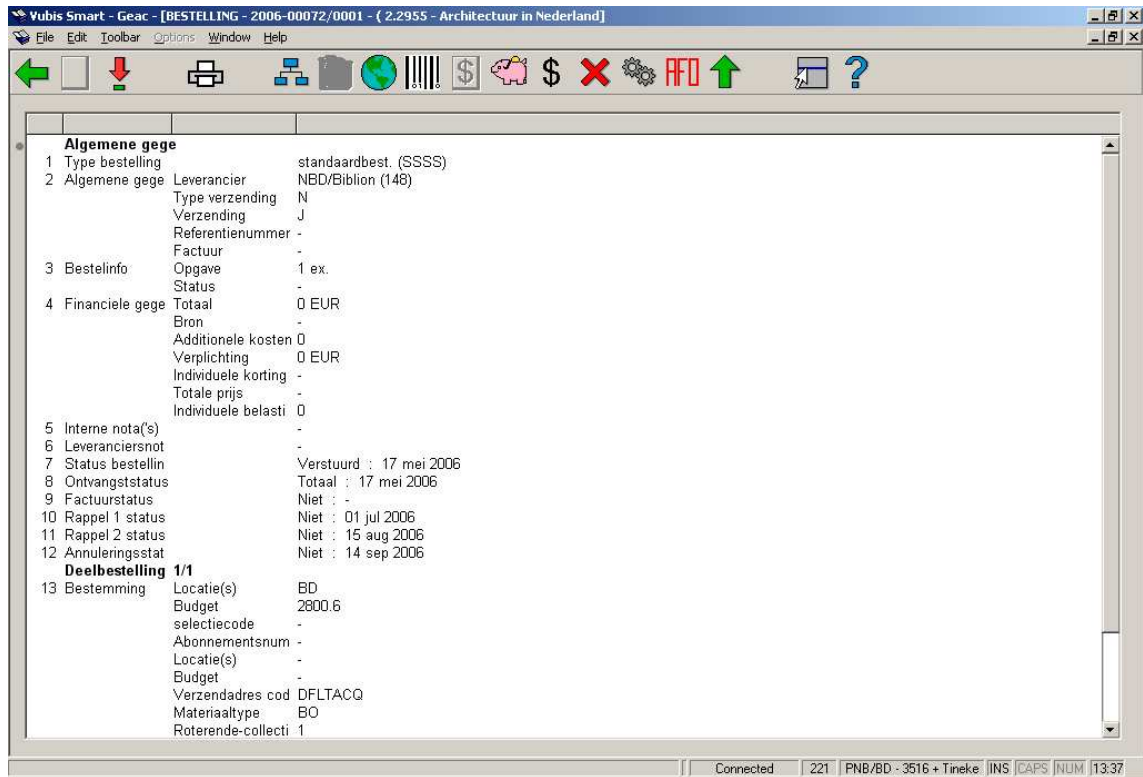 Vubis Smart - Geac - [BESTELLING - 2006-00072/0001 - ( 2.2955 - Architectuur in Nederland]
File Edit Toolbar Options Window Help
$ $ AFO ?
Algemene gege
1 Type bestelling standaardbest. (SSSS)
2 Algemene gege Leverancier NBD/Biblion (148)
Type verzending N
Verzending J
Referentienummer -
Factuur -
3 Bestelinfo Opgave 1 ex.
Status -
4 Financiele gege Totaal 0 EUR
Bron -
Additionele kosten 0
Verplichting 0 EUR
Individuele korting -
Totale prijs -
Individuele belasti 0
5 Interne nota('s) -
6 Leveranciersnot -
7 Status bestellin Verstuurd : 17 mei 2006
8 Ontvangststatus Totaal : 17 mei 2006
9 Factuurstatus Niet : -
10 Rappel 1 status Niet : 01 jul 2006
11 Rappel 2 status Niet : 15 aug 2006
12 Annuleringsstat Niet : 14 sep 2006
Deelbestelling 1/1
13 Bestemming Locatie(s) BD
Budget 2800.6
selectiecode -
Abonnementsnum -
Locatie(s) -
Budget -
Verzendadres cod DFLTACQ
Materiaaltype BO
Roterende-collecti 1
Connected 221 PNB/BD - 3516 + Tineke INS CAPS NUM 13:37